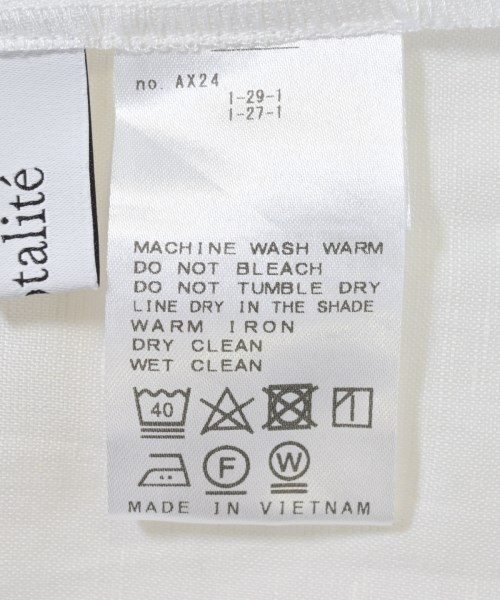 no. AX24
1-29-1
1-27-1
otalité
MACHINE WASH WARM
DO NOT BLEACH
DO NOT TUMBLE DRY
LINE DRY IN THE SHADE
WARM IRON
DRY CLEAN
WET CLEAN
40
F W
MADE IN VIETNAM